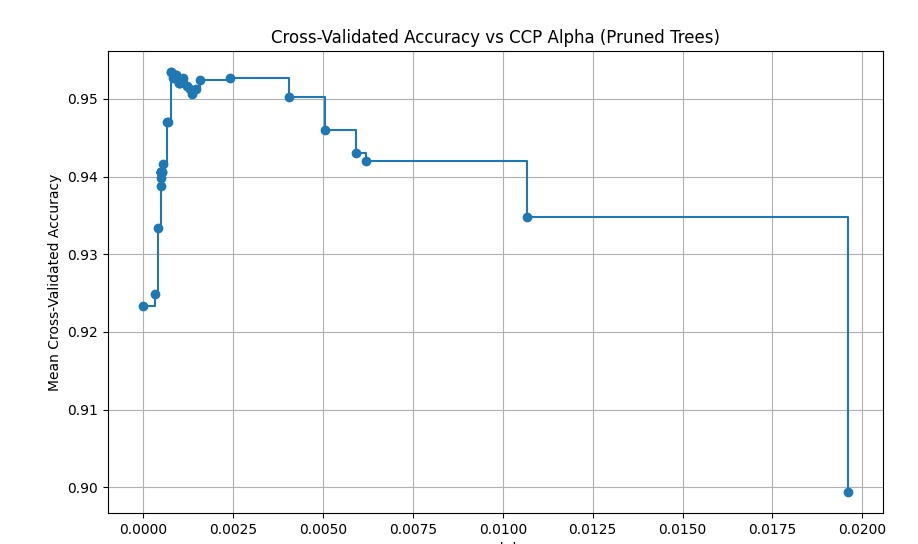 Cross-Validated Accuracy vs CCP Alpha (Pruned Trees)
Mean Cross-Validated Accuracy
0.95
0.94
0.93
0.92
0.91
0.90
0.0000 0.0025 0.0050 0.0075 0.0100 0.0125 0.0150 0.0175 0.0200